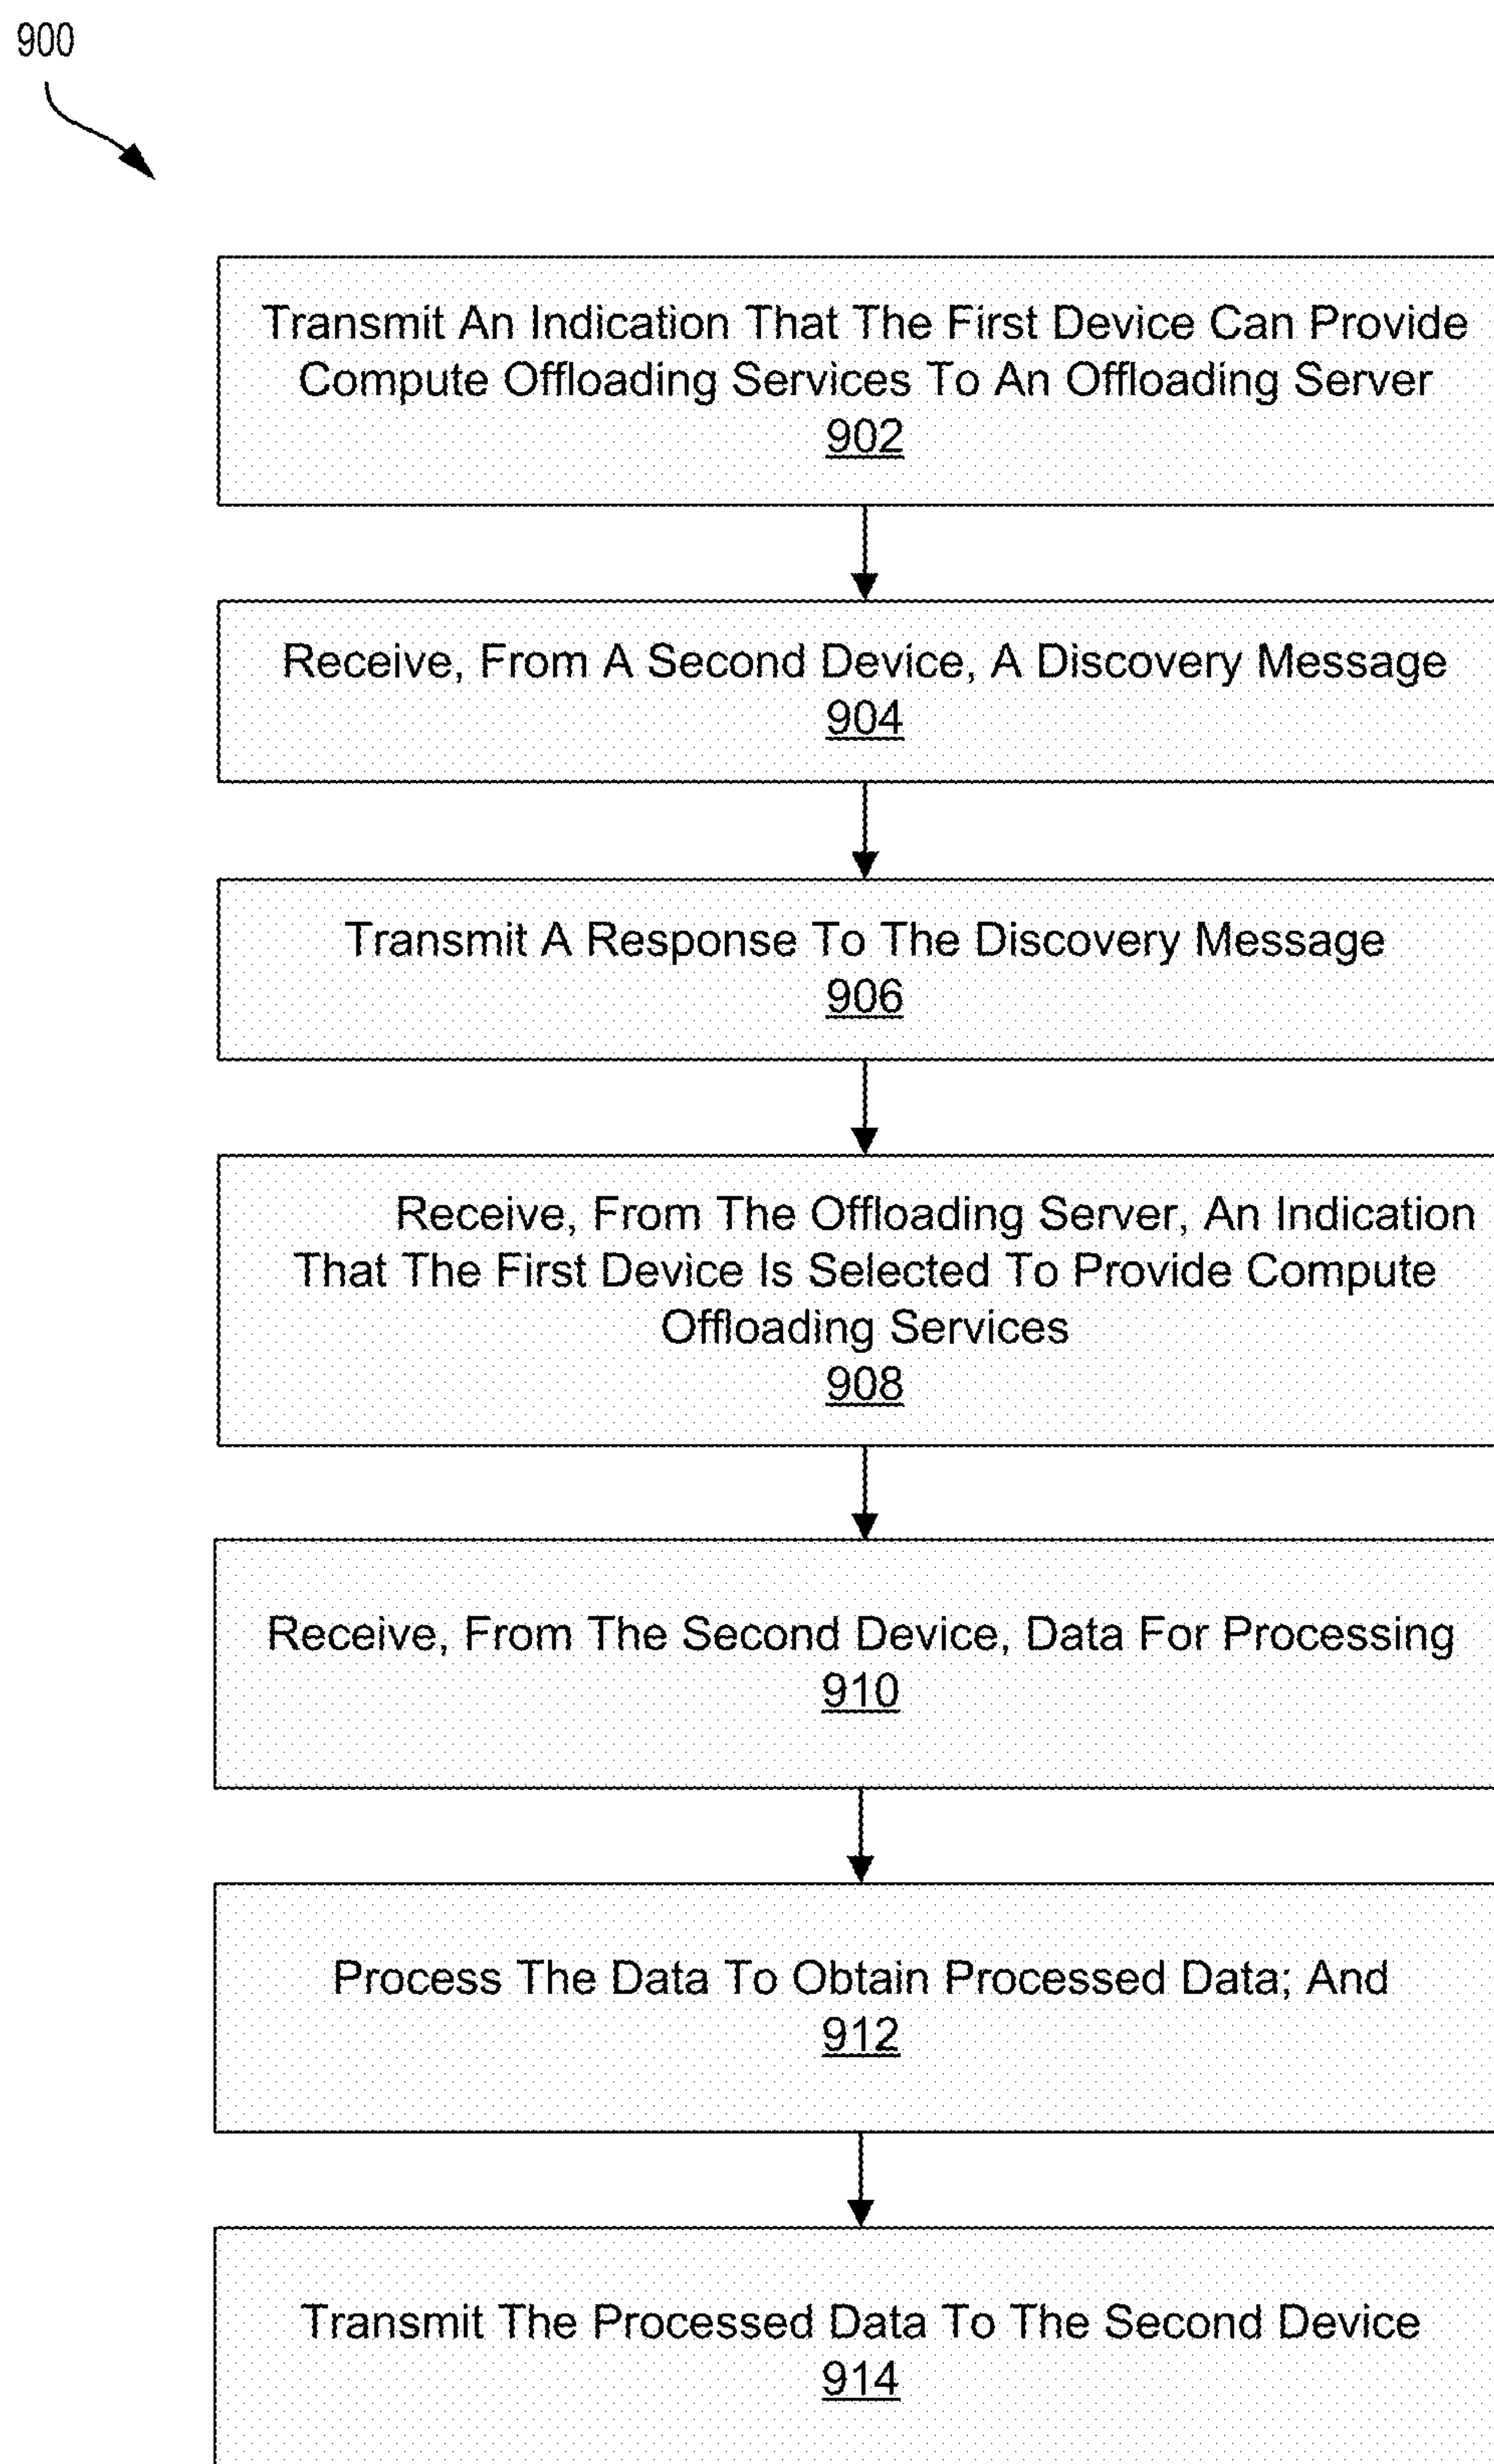 900
Transmit An Indication That The First Device Can Provide
Compute Offloading Services To An Offloading Server
902
Receive, From A Second Device, A Discovery Message
904
Transmit A Response To The Discovery Message
906
Receive, From The Offloading Server, An Indication
That The First Device Is Selected To Provide Compute
Offloading Services
908
Receive, From The Second Device, Data For Processing
910
Process The Data To Obtain Processed Data; And
912
Transmit The Processed Data To The Second Device
914